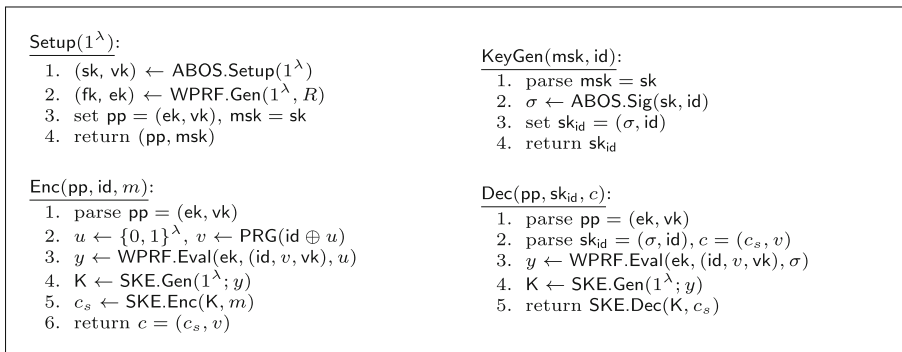 Setup(1^λ):
1. (sk, vk) ← ABOS.Setup(1^λ)
2. (fk, ek) ← WPRF.Gen(1^λ, R)
3. set pp = (ek, vk), msk = sk
4. return (pp, msk)
KeyGen(msk, id):
1. parse msk = sk
2. σ ← ABOS.Sig(sk, id)
3. set sk_id = (σ, id)
4. return sk_id
Enc(pp, id, m):
1. parse pp = (ek, vk)
2. u ← {0, 1}^λ, v ← PRG(id ⊕ u)
3. y ← WPRF.Eval(ek, (id, v, vk), u)
4. K ← SKE.Gen(1^λ; y)
5. c_s ← SKE.Enc(K, m)
6. return c = (c_s, v)
Dec(pp, sk_id, c):
1. parse pp = (ek, vk)
2. parse sk_id = (σ, id), c = (c_s, v)
3. y ← WPRF.Eval(ek, (id, v, vk), σ)
4. K ← SKE.Gen(1^λ; y)
5. return SKE.Dec(K, c_s)